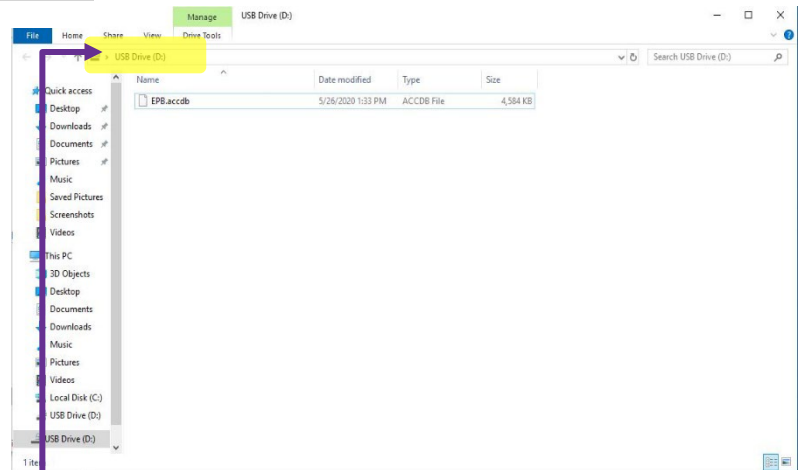 Manage USB Drive (D:)
File Home Share View Drive Tools
USB Drive (D:) Search USB Drive (D:)
Name Date modified Type Size
EPB.accdb 5/26/2020 1:33 PM ACCDB File 4,584 KB
Quick access
Desktop
Downloads
Documents
Pictures
Music
Saved Pictures
Screenshots
Videos
This PC
3D Objects
Desktop
Documents
Downloads
Music
Pictures
Videos
Local Disk (C:)
USB Drive (D:)
USB Drive (D:)